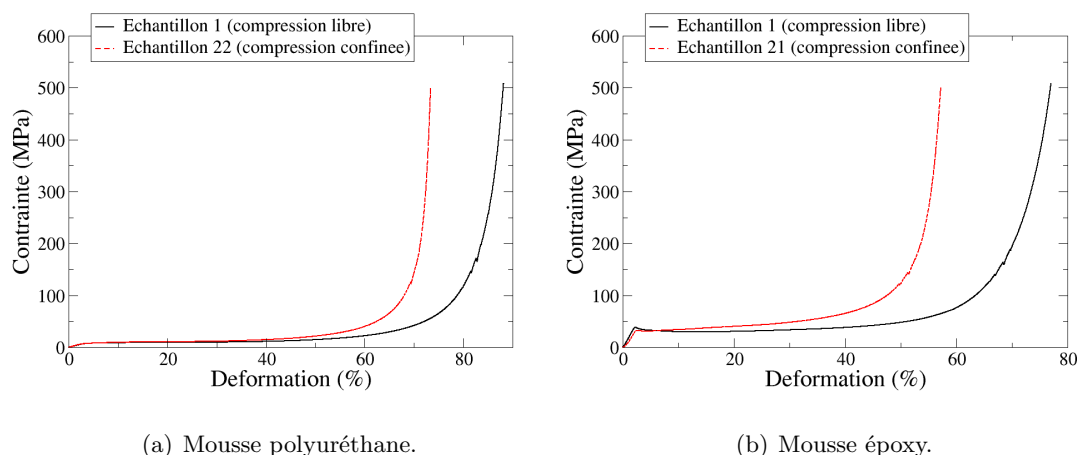 Echantillon 1 (compression libre)
Echantillon 22 (compression confinee)
600
500
400
300
200
100
0
Contrainte (MPa)
0 20 40 60 80
Deformation (%)
(a) Mousse polyuréthane.
Echantillon 1 (compression libre)
Echantillon 21 (compression confinee)
600
500
400
300
200
100
0
Contrainte (MPa)
0 20 40 60 80
Deformation (%)
(b) Mousse époxy.